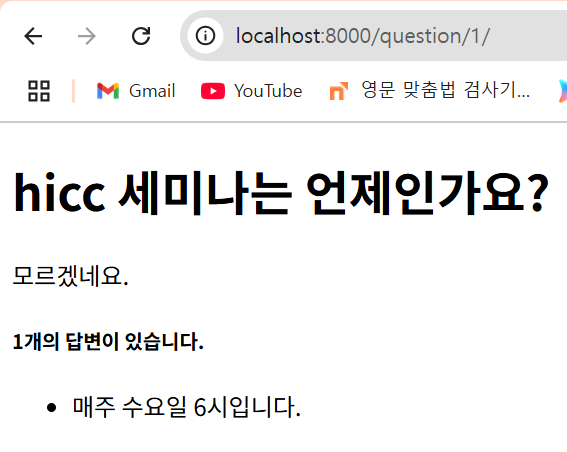 localhost:8000/question/1/
Gmail YouTube 영문 맞춤법 검사기...
hicc 세미나는 언제인가요?
모르겠네요.
1개의 답변이 있습니다.
• 매주 수요일 6시입니다.